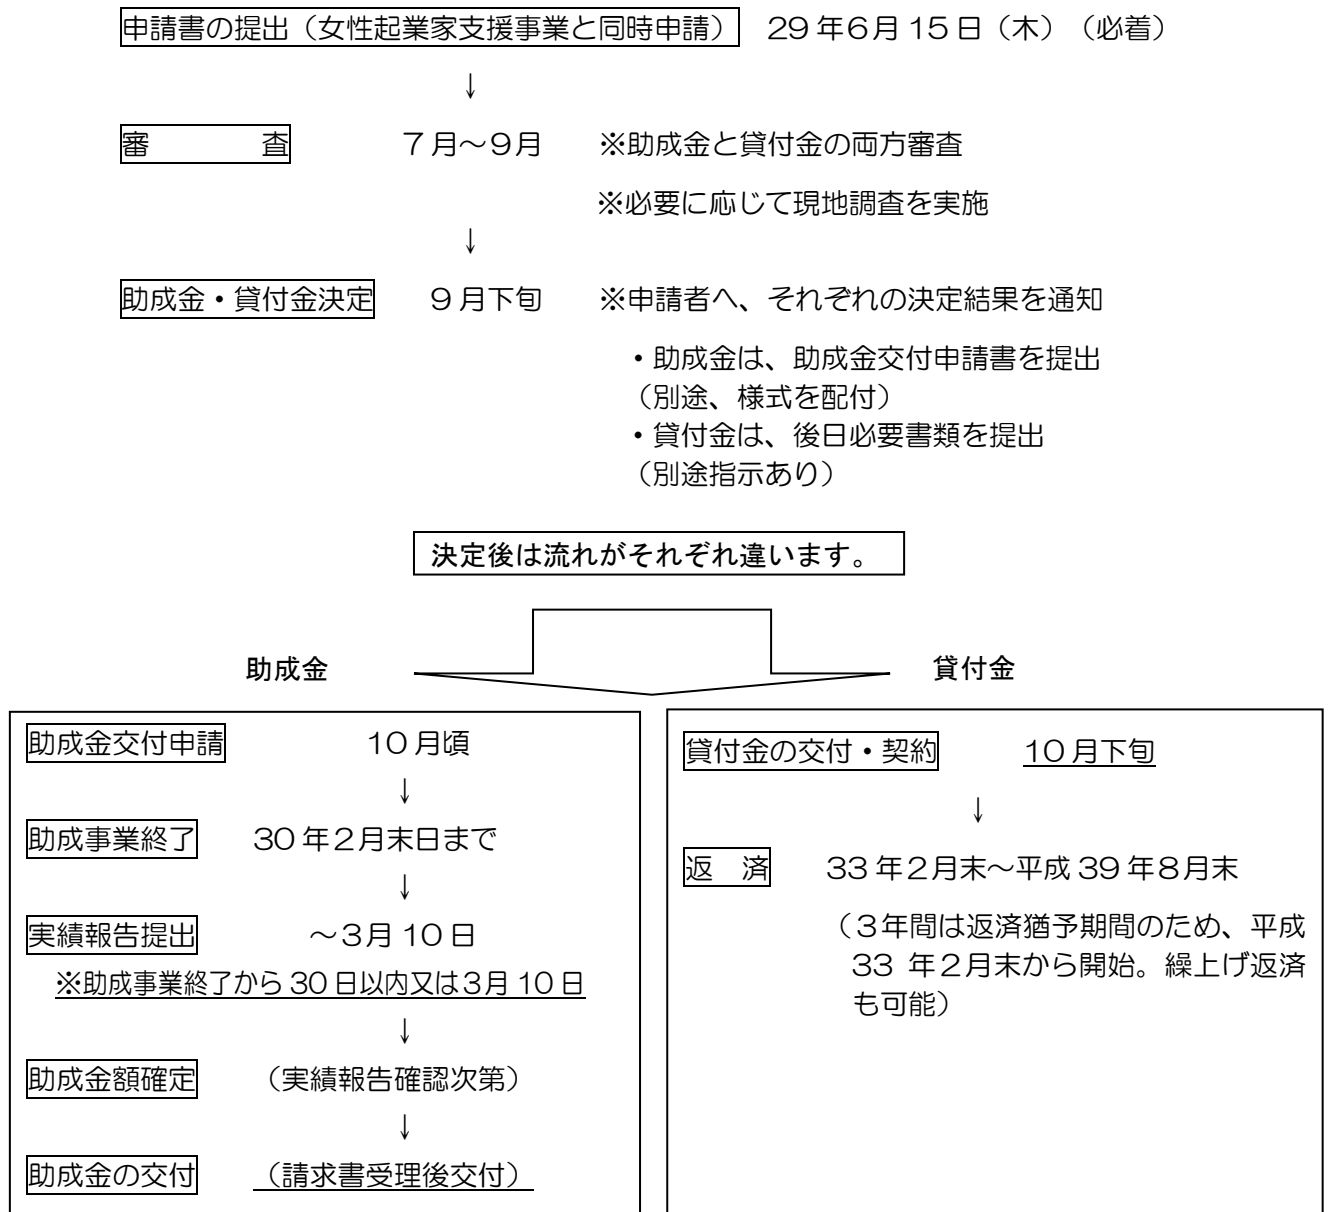 申請書の提出（女性起業家支援事業と同時申請） 29年6月15日（木）（必着）
↓
審　　　　査 7月～9月 ※助成金と貸付金の両方審査
※必要に応じて現地調査を実施
↓
助成金・貸付金決定 9月下旬 ※申請者へ、それぞれの決定結果を通知
・助成金は、助成金交付申請書を提出
（別途、様式を配付）
・貸付金は、後日必要書類を提出
（別途指示あり）
決定後は流れがそれぞれ違います。
助成金
助成金交付申請 10月頃
↓
助成事業終了 30年2月末日まで
↓
実績報告提出 ～3月10日
※助成事業終了から30日以内又は3月10日
↓
助成金額確定 （実績報告確認次第）
↓
助成金の交付 （請求書受理後交付）
貸付金
貸付金の交付・契約 10月下旬
↓
返　済 33年2月末～平成39年8月末
（3年間は返済猶予期間のため、平成
33 年2月末から開始。繰上げ返済
も可能）